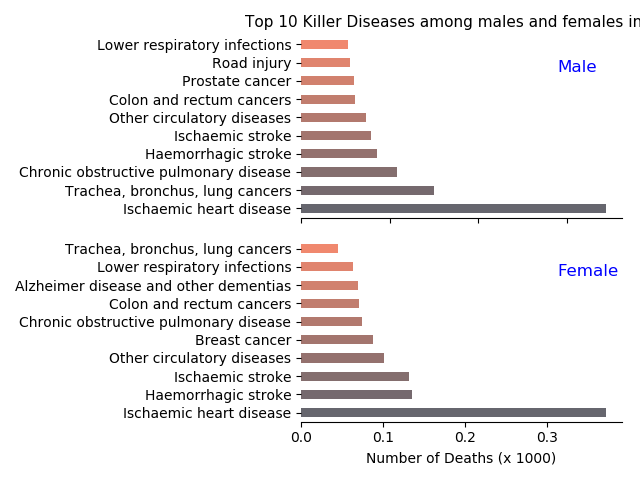 Top 10 Killer Diseases among males and females in
Lower respiratory infections
Road injury
Male
Prostate cancer
Colon and rectum cancers
Other circulatory diseases
Ischaemic stroke
Haemorrhagic stroke
Chronic obstructive pulmonary disease
Trachea, bronchus, lung cancers
Ischaemic heart disease
Trachea, bronchus, lung cancers
Lower respiratory infections
Female
Alzheimer disease and other dementias
Colon and rectum cancers
Chronic obstructive pulmonary disease
Breast cancer
Other circulatory diseases
Ischaemic stroke
Haemorrhagic stroke
Ischaemic heart disease
0.0 0.1 0.2 0.3
Number of Deaths (x 1000)